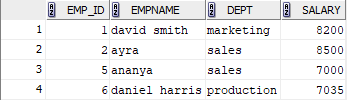 EMP_ID EMPNAME DEPT SALARY
1 1 david smith marketing 8200
2 2 ayra sales 8500
3 5 ananya sales 7000
4 6 daniel harris production 7035